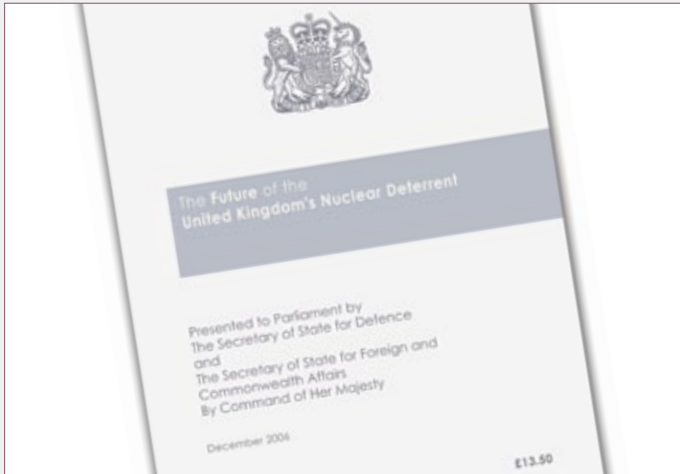 The Future of the
United Kingdom's Nuclear Deterrent
Presented to Parliament by
The Secretary of State for Defence
and
The Secretary of State for Foreign and
Commonwealth Affairs
By Command of Her Majesty
December 2006
£13.50